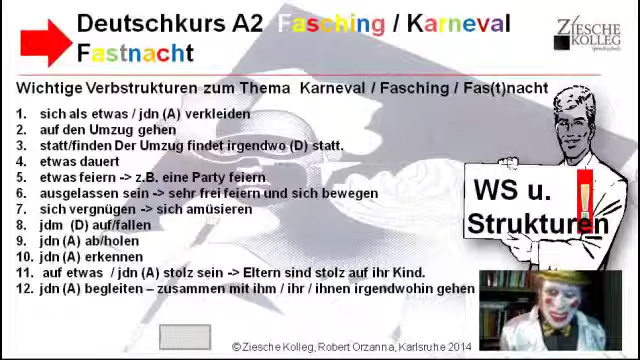 Deutschkurs A2 Fasching / Karneval
Fastnacht
ZIESCHE
KOLLEG
Wichtige Verbstrukturen zum Thema Karneval / Fasching / Fas(t)nacht
1. sich als etwas / jdn (A) verkleiden
2. auf den Umzug gehen
3. statt/finden Der Umzug findet irgendwo (D) statt.
4. etwas dauert
5. etwas feiern -> z.B. eine Party feiern
6. ausgelassen sein -> sehr frei feiern und sich bewegen
7. sich vergnügen -> sich amüsieren
8. jdm (D) auf/fallen
9. jdn (A) ab/holen
10. jdn (A) erkennen
11. auf etwas / jdn (A) stolz sein -> Eltern sind stolz auf ihr Kind.
12. jdn (A) begleiten – zusammen mit ihm / ihr / ihnen irgendwohin gehen
WS u.
Strukturen
© Ziesche Kolleg, Robert Orzanna, Karlsruhe 2014